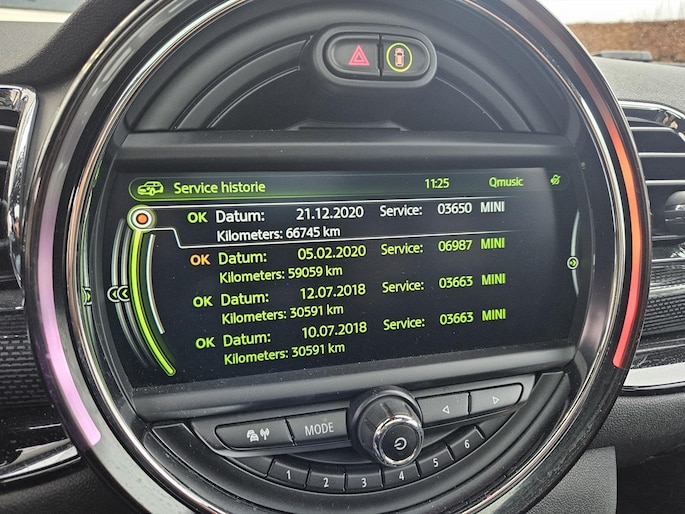 Service historie 11:25 Qmusic
OK Datum: 21.12.2020 Service: 03650 MINI
Kilometers: 66745 km
OK Datum: 05.02.2020 Service: 06987 MINI
Kilometers: 59059 km
OK Datum: 12.07.2018 Service: 03663 MINI
Kilometers: 30591 km
OK Datum: 10.07.2018 Service: 03663 MINI
Kilometers: 30591 km
MODE
1 2 3 4 5 6